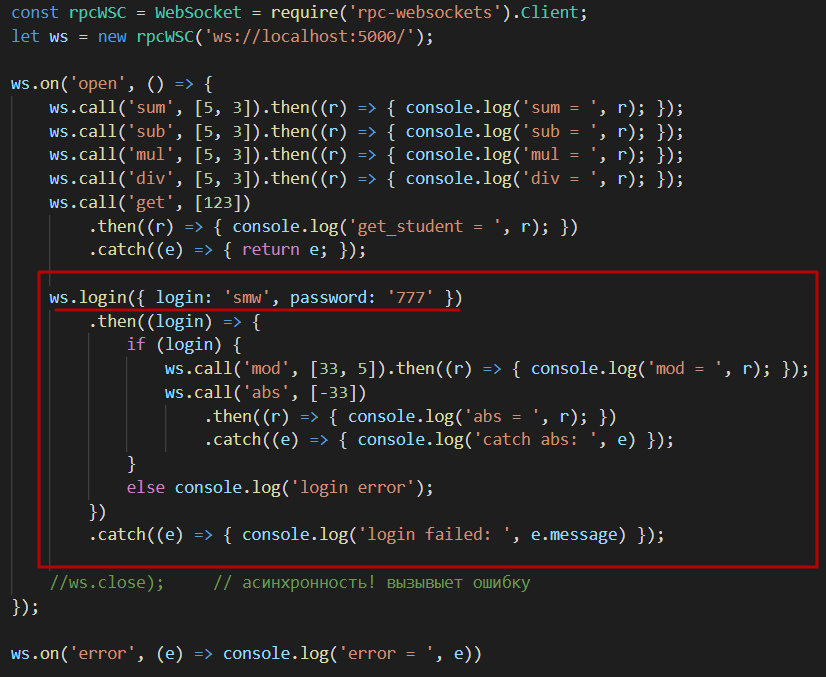 const rpcWSC = WebSocket = require('rpc-websockets').Client;
let ws = new rpcWSC('ws://localhost:5000/');
ws.on('open', () => {
ws.call('sum', [5, 3]).then((r) => { console.log('sum = ', r); });
ws.call('sub', [5, 3]).then((r) => { console.log('sub = ', r); });
ws.call('mul', [5, 3]).then((r) => { console.log('mul = ', r); });
ws.call('div', [5, 3]).then((r) => { console.log('div = ', r); });
ws.call('get', [123])
.then((r) => { console.log('get_student = ', r); })
.catch((e) => { return e; });
ws.login({ login: 'smw', password: '777' })
.then((login) => {
if (login) {
ws.call('mod', [33, 5]).then((r) => { console.log('mod = ', r); });
ws.call('abs', [-33])
.then((r) => { console.log('abs = ', r); })
.catch((e) => { console.log('catch abs: ', e) });
}
else console.log('login error');
})
.catch((e) => { console.log('login failed: ', e.message) });
//ws.close); // асинхронность! вызывыет ошибку
});
ws.on('error', (e) => console.log('error = ', e))